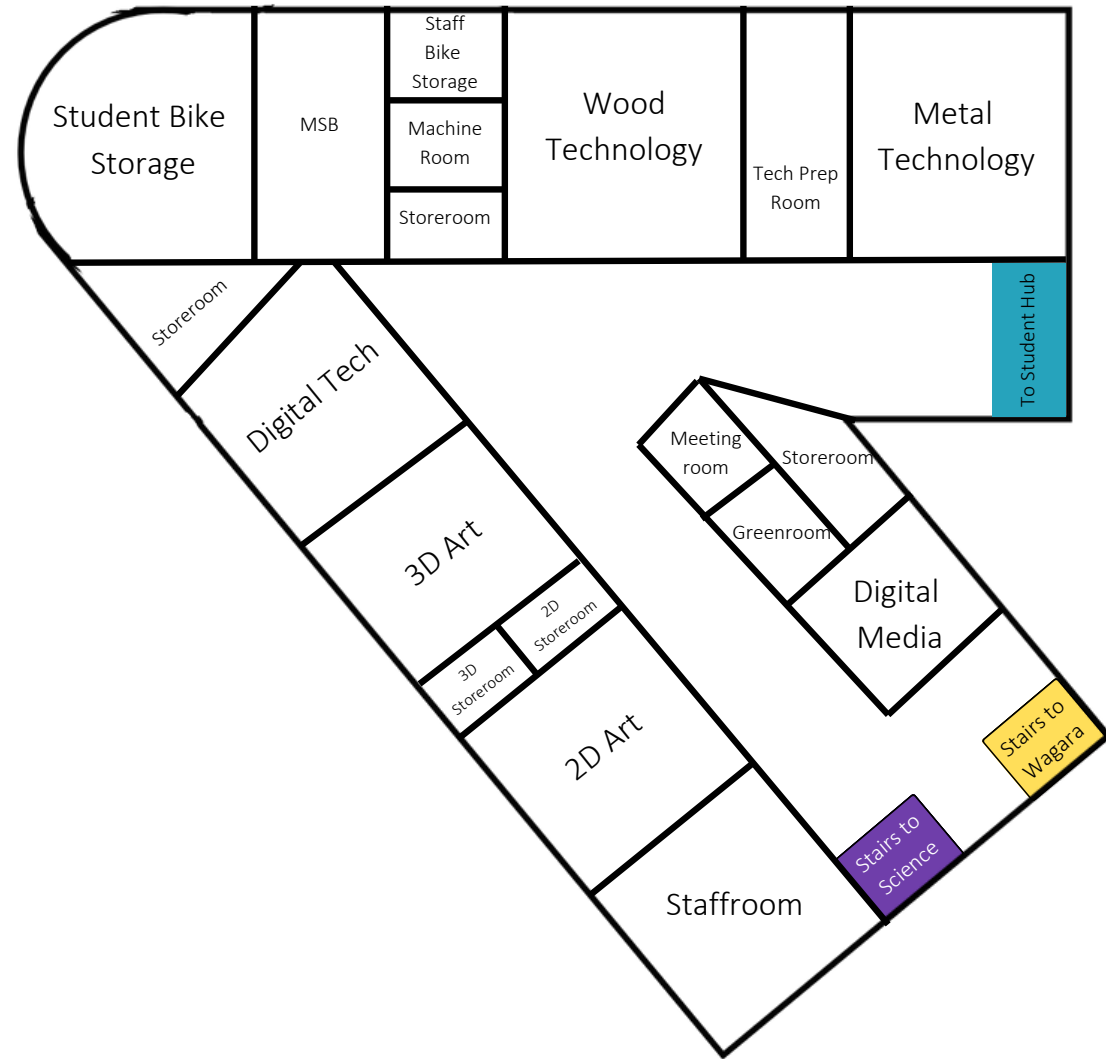 Student Bike
Storage
MSB
Staff
Bike
Storage
Machine
Room
Storeroom
Wood
Technology
Tech Prep
Room
Metal
Technology
To Student Hub
Storeroom
Digital Tech
Meeting
room
Storeroom
Greenroom
3D Art
Digital
Media
2D
Storeroom
3D
Storeroom
2D Art
Stairs to
Wagara
Stairs to
Science
Staffroom